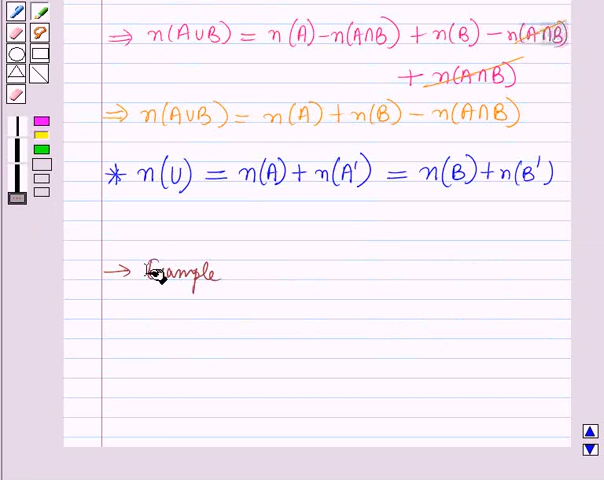 ⇒ n(A∪B) = n(A) - n(A∩B) + n(B) - n(A∩B)
+ n(A∩B)
⇒ n(A∪B) = n(A) + n(B) - n(A∩B)
* n(U) = n(A) + n(A') = n(B) + n(B')
→ Example